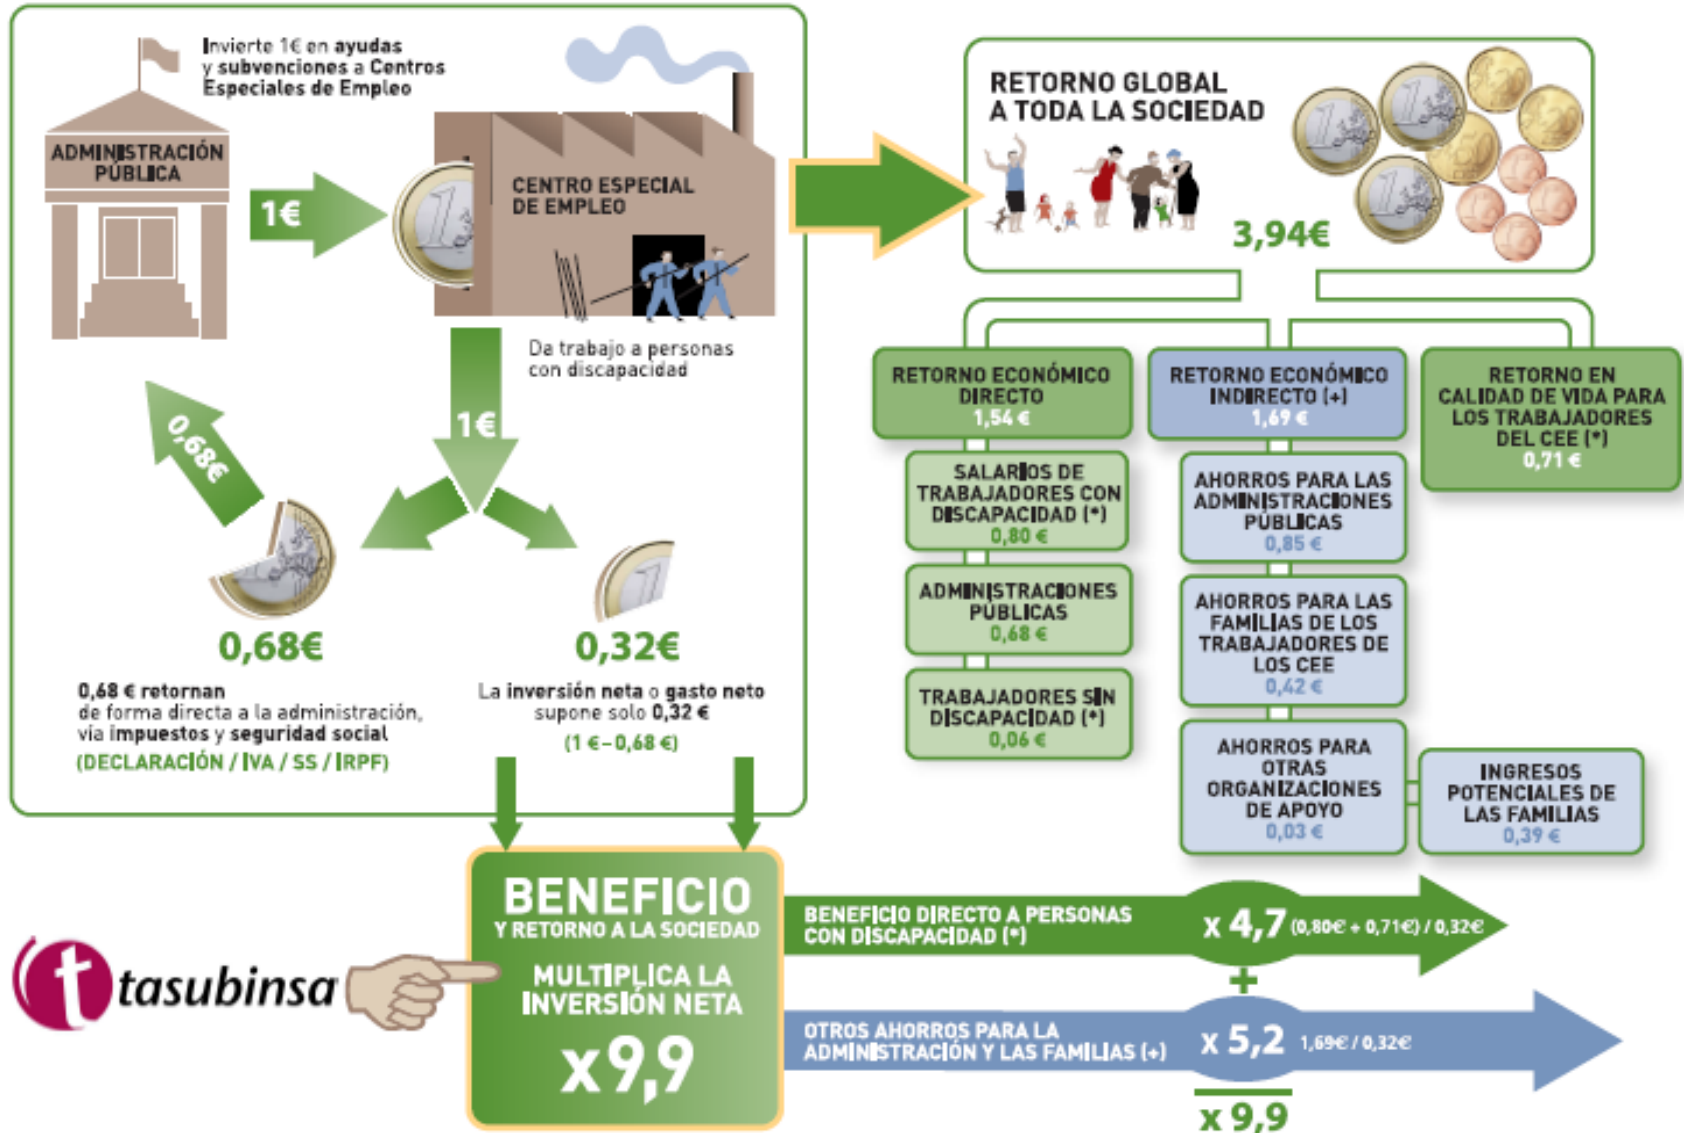 Invierte 1€ en ayudas
y subvenciones a Centros
Especiales de Empleo
ADMINISTRACIÓN
PÚBLICA
1€
CENTRO ESPECIAL
DE EMPLEO
Da trabajo a personas
con discapacidad
1€
0,68€
0,68€
0,68 € retornan
de forma directa a la administración,
vía impuestos y seguridad social
(DECLARACIÓN / IVA / SS / IRPF)
0,32€
La inversión neta o gasto neto
supone solo 0,32 €
(1 €–0,68 €)
RETORNO GLOBAL
A TODA LA SOCIEDAD
3,94€
RETORNO ECONÓMICO
DIRECTO
1,54 €
SALARIOS DE
TRABAJADORES CON
DISCAPACIDAD (*)
0,80 €
ADMINISTRACIONES
PÚBLICAS
0,68 €
TRABAJADORES SIN
DISCAPACIDAD (*)
0,06 €
RETORNO ECONÓMICO
INDIRECTO (+)
1,69 €
AHORROS PARA LAS
ADMINISTRACIONES
PÚBLICAS
0,85 €
AHORROS PARA LAS
FAMILIAS DE LOS
TRABAJADORES DE
LOS CEE
0,42 €
AHORROS PARA
OTRAS
ORGANIZACIONES
DE APOYO
0,03 €
INGRESOS
POTENCIALES DE
LAS FAMILIAS
0,39 €
RETORNO EN
CALIDAD DE VIDA PARA
LOS TRABAJADORES
DEL CEE (*)
0,71 €
tasubinsa
BENEFICIO
Y RETORNO A LA SOCIEDAD
MULTIPLICA LA
INVERSIÓN NETA
x9,9
BENEFICIO DIRECTO A PERSONAS
CON DISCAPACIDAD (*)
x 4,7 (0,80€ + 0,71€) / 0,32€
+
OTROS AHORROS PARA LA
ADMINISTRACIÓN Y LAS FAMILIAS (+)
x 5,2 1,69€ / 0,32€
x 9,9